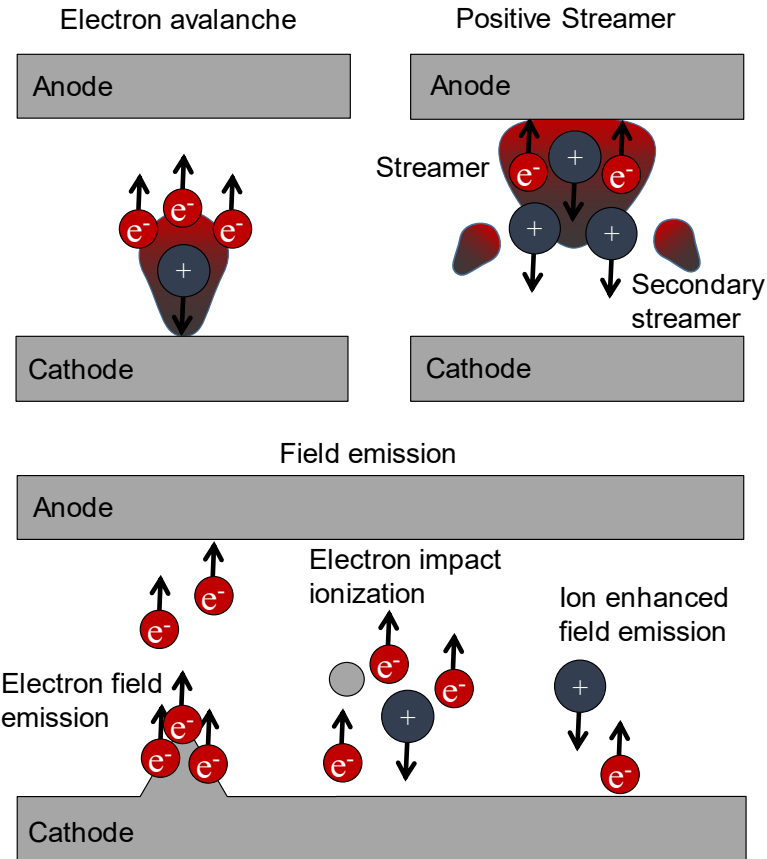 Electron avalanche
Anode
e⁻
e⁻
e⁻
+
Cathode
Positive Streamer
Anode
Streamer
+
e⁻
e⁻
+
+
Secondary
streamer
Cathode
Field emission
Anode
Electron impact
ionization
Ion enhanced
field emission
e⁻
e⁻
e⁻
e⁻
+
Electron field
emission
e⁻
e⁻
e⁻
+
e⁻
e⁻
Cathode